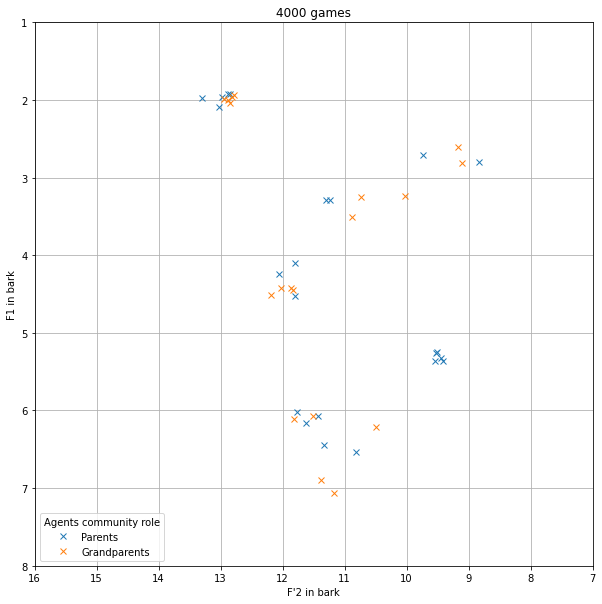 4000 games
F1 in bark
1
2
3
4
5
6
7
8
Agents community role
Parents
Grandparents
16 15 14 13 12 11 10 9 8 7
F'2 in bark